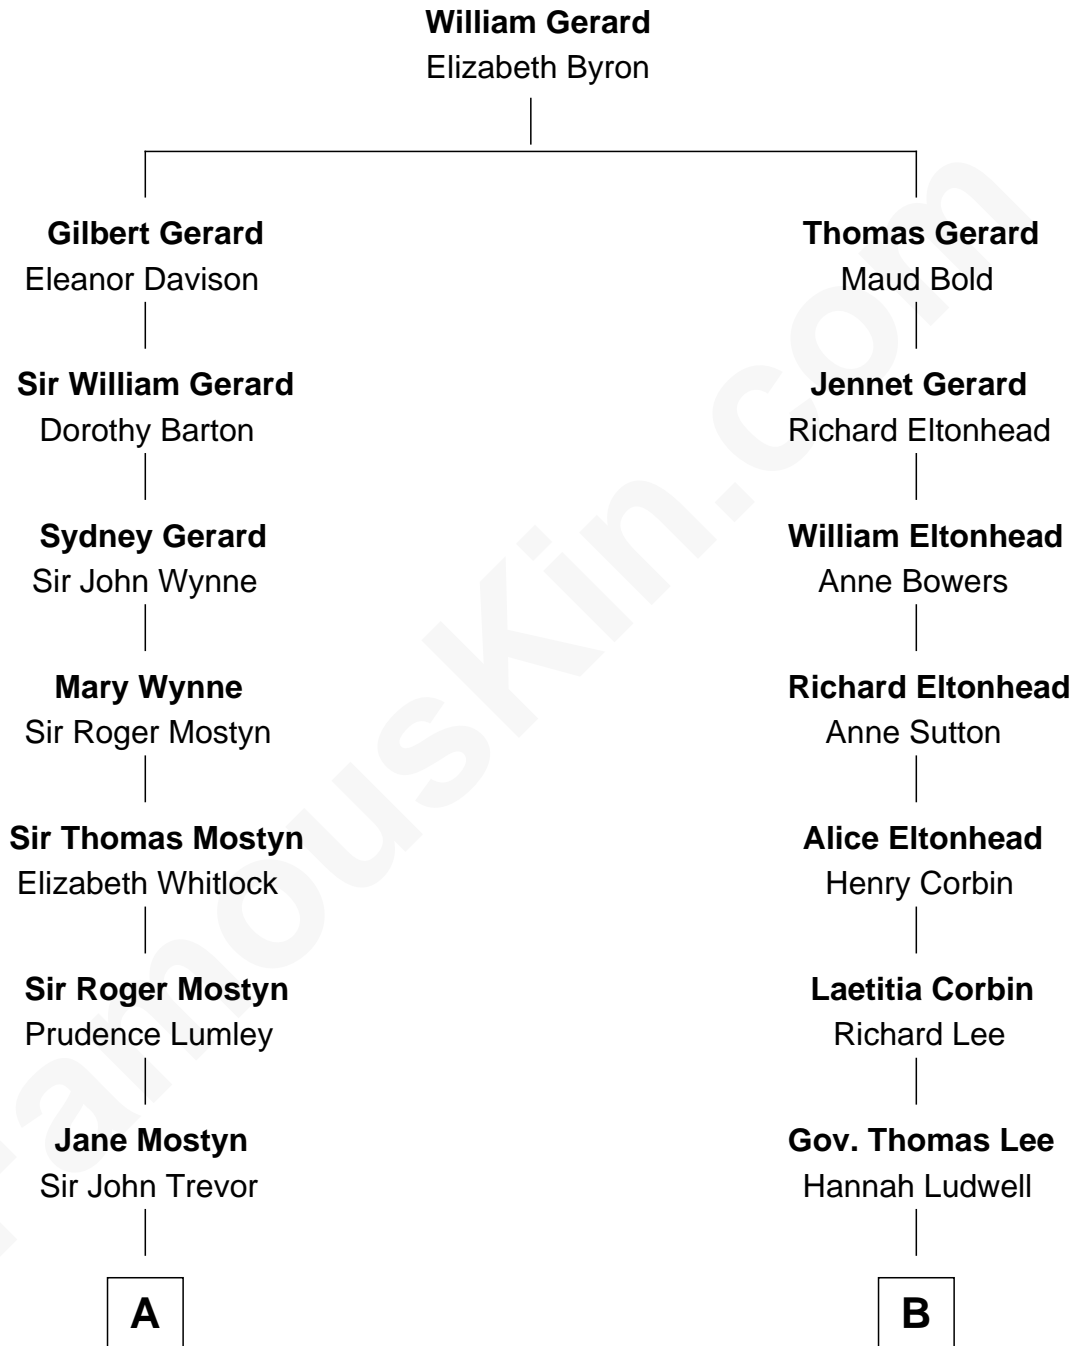 William Gerard
Elizabeth Byron
Gilbert Gerard
Eleanor Davison
Thomas Gerard
Maud Bold
Sir William Gerard
Dorothy Barton
Jennet Gerard
Richard Eltonhead
Sydney Gerard
Sir John Wynne
William Eltonhead
Anne Bowers
Mary Wynne
Sir Roger Mostyn
Richard Eltonhead
Anne Sutton
Sir Thomas Mostyn
Elizabeth Whitlock
Alice Eltonhead
Henry Corbin
Sir Roger Mostyn
Prudence Lumley
Laetitia Corbin
Richard Lee
Jane Mostyn
Sir John Trevor
Gov. Thomas Lee
Hannah Ludwell
A
B
FamousKin.com